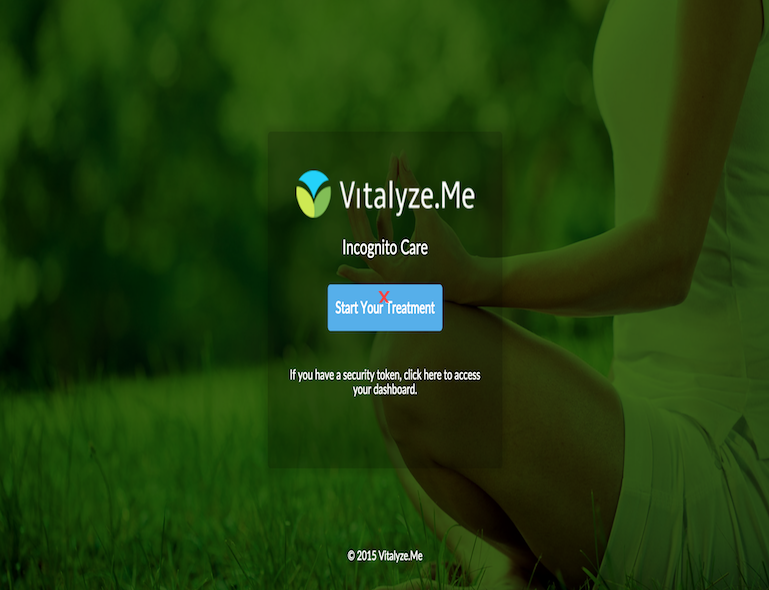 Vitalyze.Me
Incognito Care
Start Your Treatment
If you have a security token, click here to access
your dashboard.
© 2015 Vitalyze.Me